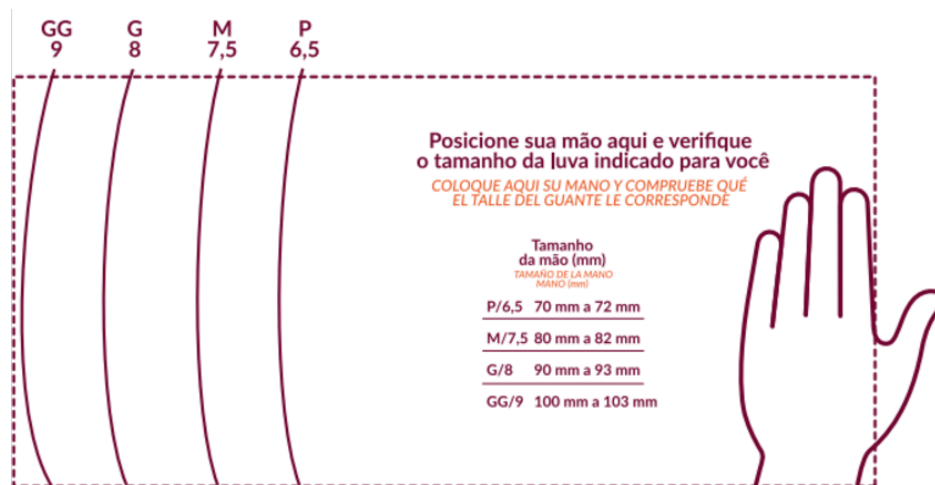 GG G M P
9 8 7,5 6,5
Posicione sua mão aqui e verifique
o tamanho da luva indicado para você
COLOQUE AQUI SU MANO Y COMPRUEBE QUÉ
EL TALLE DEL GUANTE LE CORRESPONDE
Tamanho
da mão (mm)
TAMAÑO DE LA MANO
MANO (mm)
P/6,5 70 mm a 72 mm
M/7,5 80 mm a 82 mm
G/8 90 mm a 93 mm
GG/9 100 mm a 103 mm